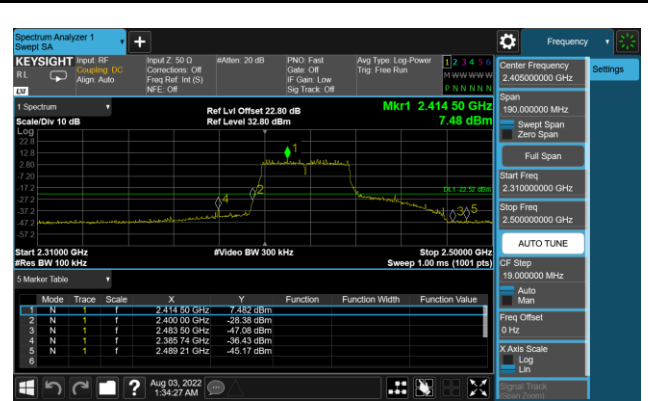 Spectrum Analyzer 1
Swept SA
Frequency
KEYSIGHT
RL
LXI
Input: RF
Coupling: DC
Align: Auto
Input Z: 50 Ω
Corrections: Off
Freq Ref: Int (S)
NFE: Off
#Atten: 20 dB
PNO: Fast
Gate: Off
IF Gain: Low
Sig Track: Off
Avg Type: Log-Power
Trig: Free Run
1 2 3 4 5 6
M W W W W W
P N N N N N
Center Frequency
2.405000000 GHz
Settings
Span
190.000000 MHz
Swept Span
Zero Span
Full Span
Start Freq
2.310000000 GHz
Stop Freq
2.500000000 GHz
AUTO TUNE
CF Step
19.000000 MHz
Auto
Man
Freq Offset
0 Hz
X Axis Scale
Log
Lin
Signal Track
(Span Zoom)
1 Spectrum
Scale/Div 10 dB
Ref Lvl Offset 22.80 dB
Ref Level 32.80 dBm
Mkr1 2.414 50 GHz
7.48 dBm
Log
22.8
12.8
2.80
-7.20
-17.2
-27.2
-37.2
-47.2
-57.2
1
2
4
3
5
DL1 -22.52 dBm
Start 2.31000 GHz
#Video BW 300 kHz
Stop 2.50000 GHz
#Res BW 100 kHz
Sweep 1.00 ms (1001 pts)
5 Marker Table
Mode Trace Scale X Y Function Function Width Function Value
1 N 1 f 2.414 50 GHz 7.482 dBm
2 N 1 f 2.400 00 GHz -28.38 dBm
3 N 1 f 2.483 50 GHz -47.08 dBm
4 N 1 f 2.385 74 GHz -36.43 dBm
5 N 1 f 2.489 21 GHz -45.17 dBm
6
Aug 03, 2022
1:34:27 AM